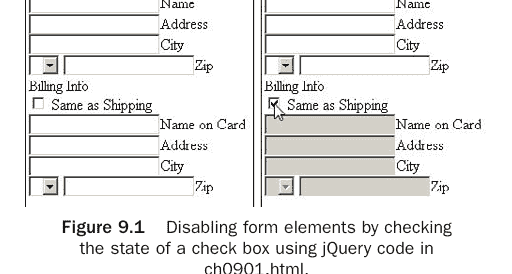 Name
Address
City
Zip
Billing Info
Same as Shipping
Name on Card
Address
City
Zip
Name
Address
City
Zip
Billing Info
Same as Shipping
Name on Card
Address
City
Zip
Figure 9.1 Disabling form elements by checking
the state of a check box using jQuery code in
ch0901.html.